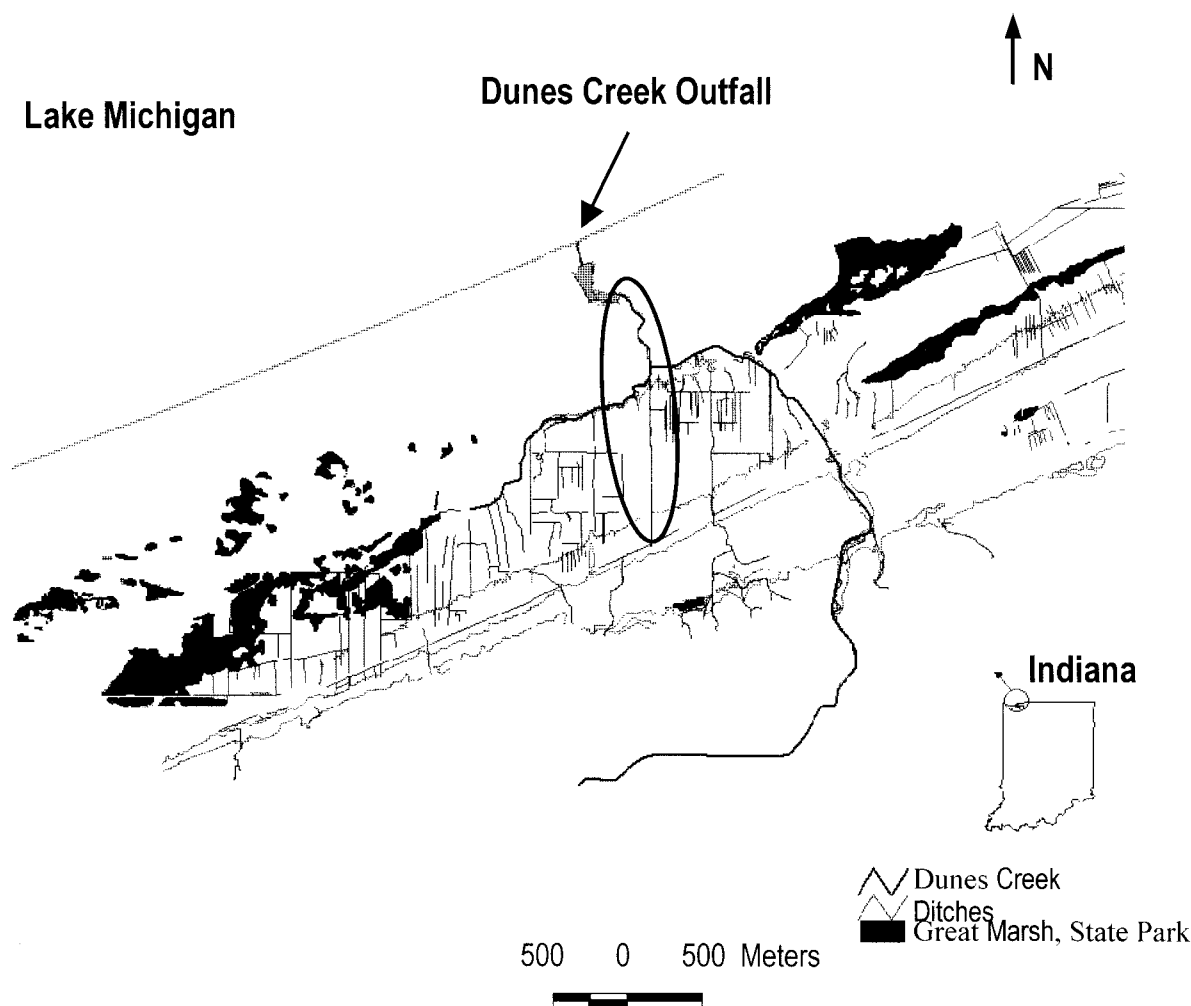 N
Dunes Creek Outfall
Lake Michigan
Indiana
Dunes Creek
Ditches
Great Marsh, State Park
500 0 500 Meters